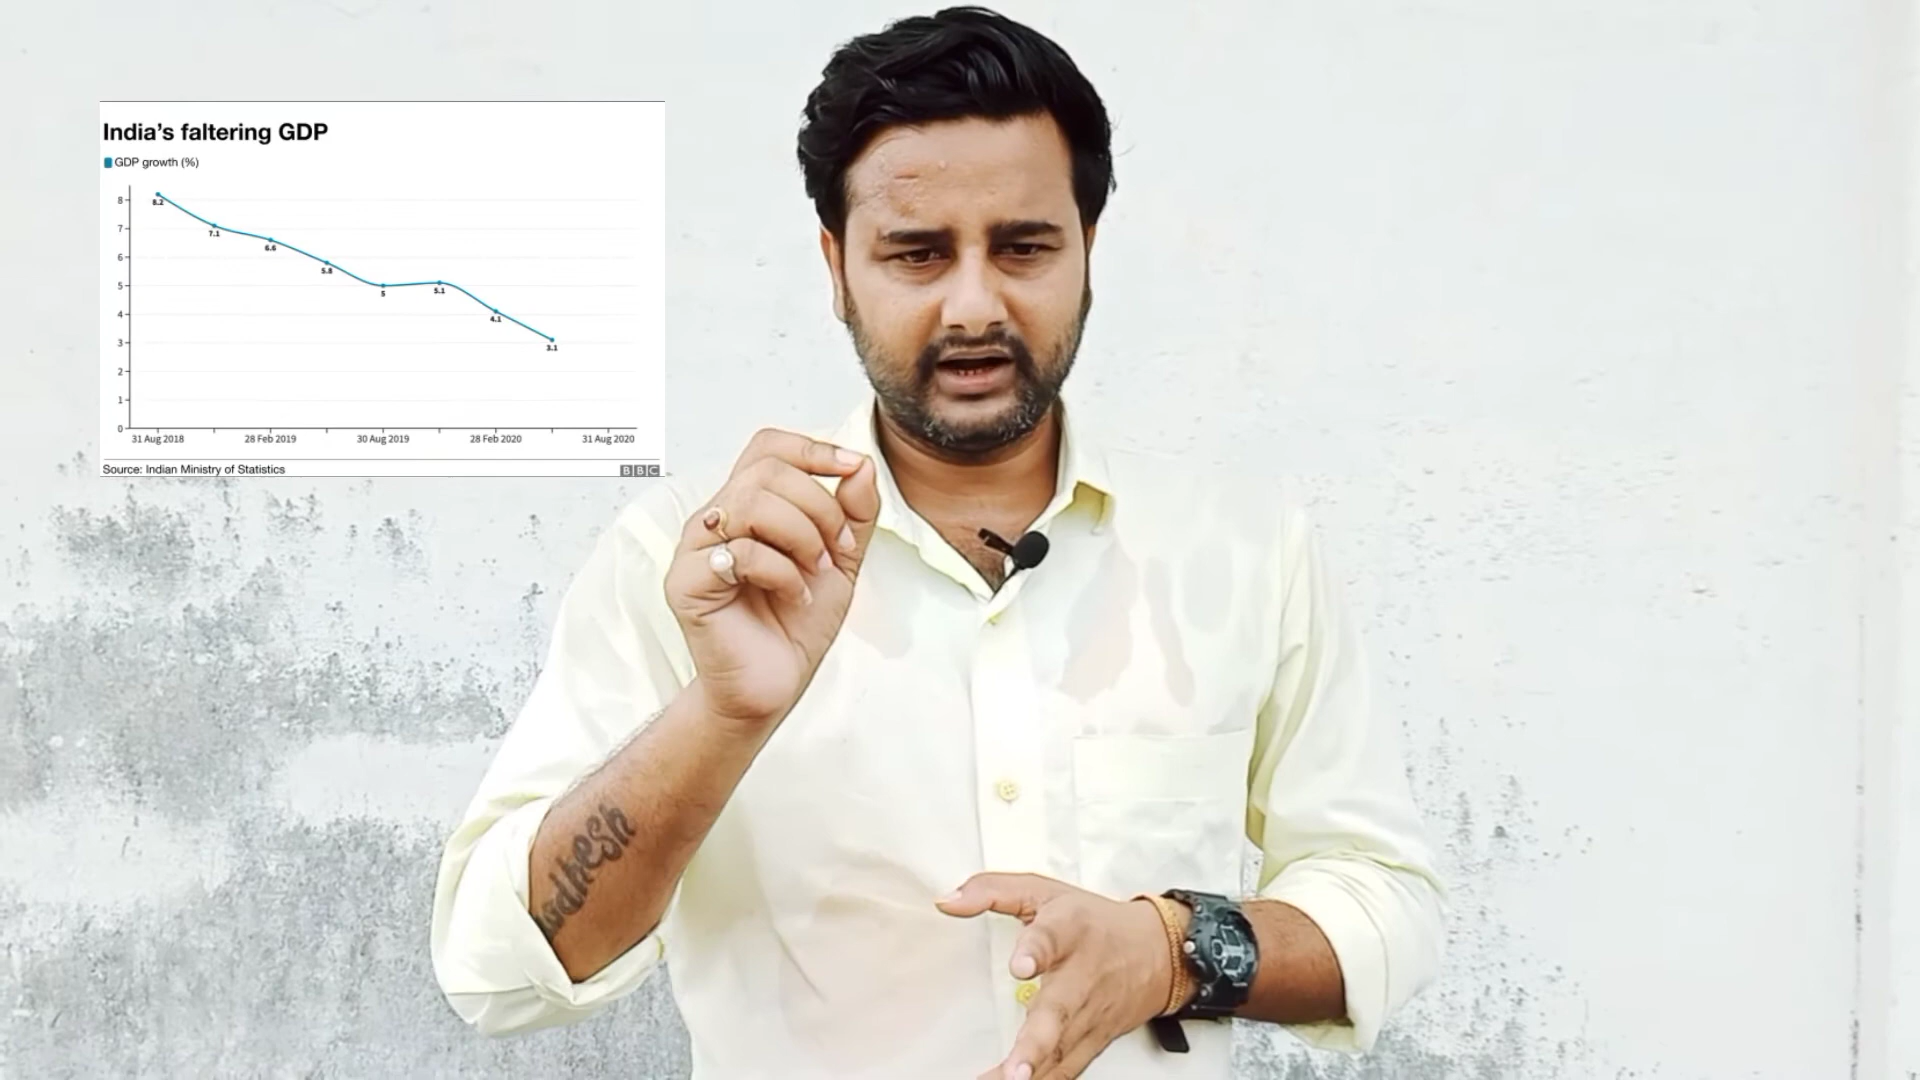 India's faltering GDP
GDP growth (%)
8
7
6
5
4
3
2
1
0
8.2
7.1
6.6
5.8
5
5.1
4.1
3.1
31 Aug 2018
28 Feb 2019
30 Aug 2019
28 Feb 2020
31 Aug 2020
Source: Indian Ministry of Statistics
BBC